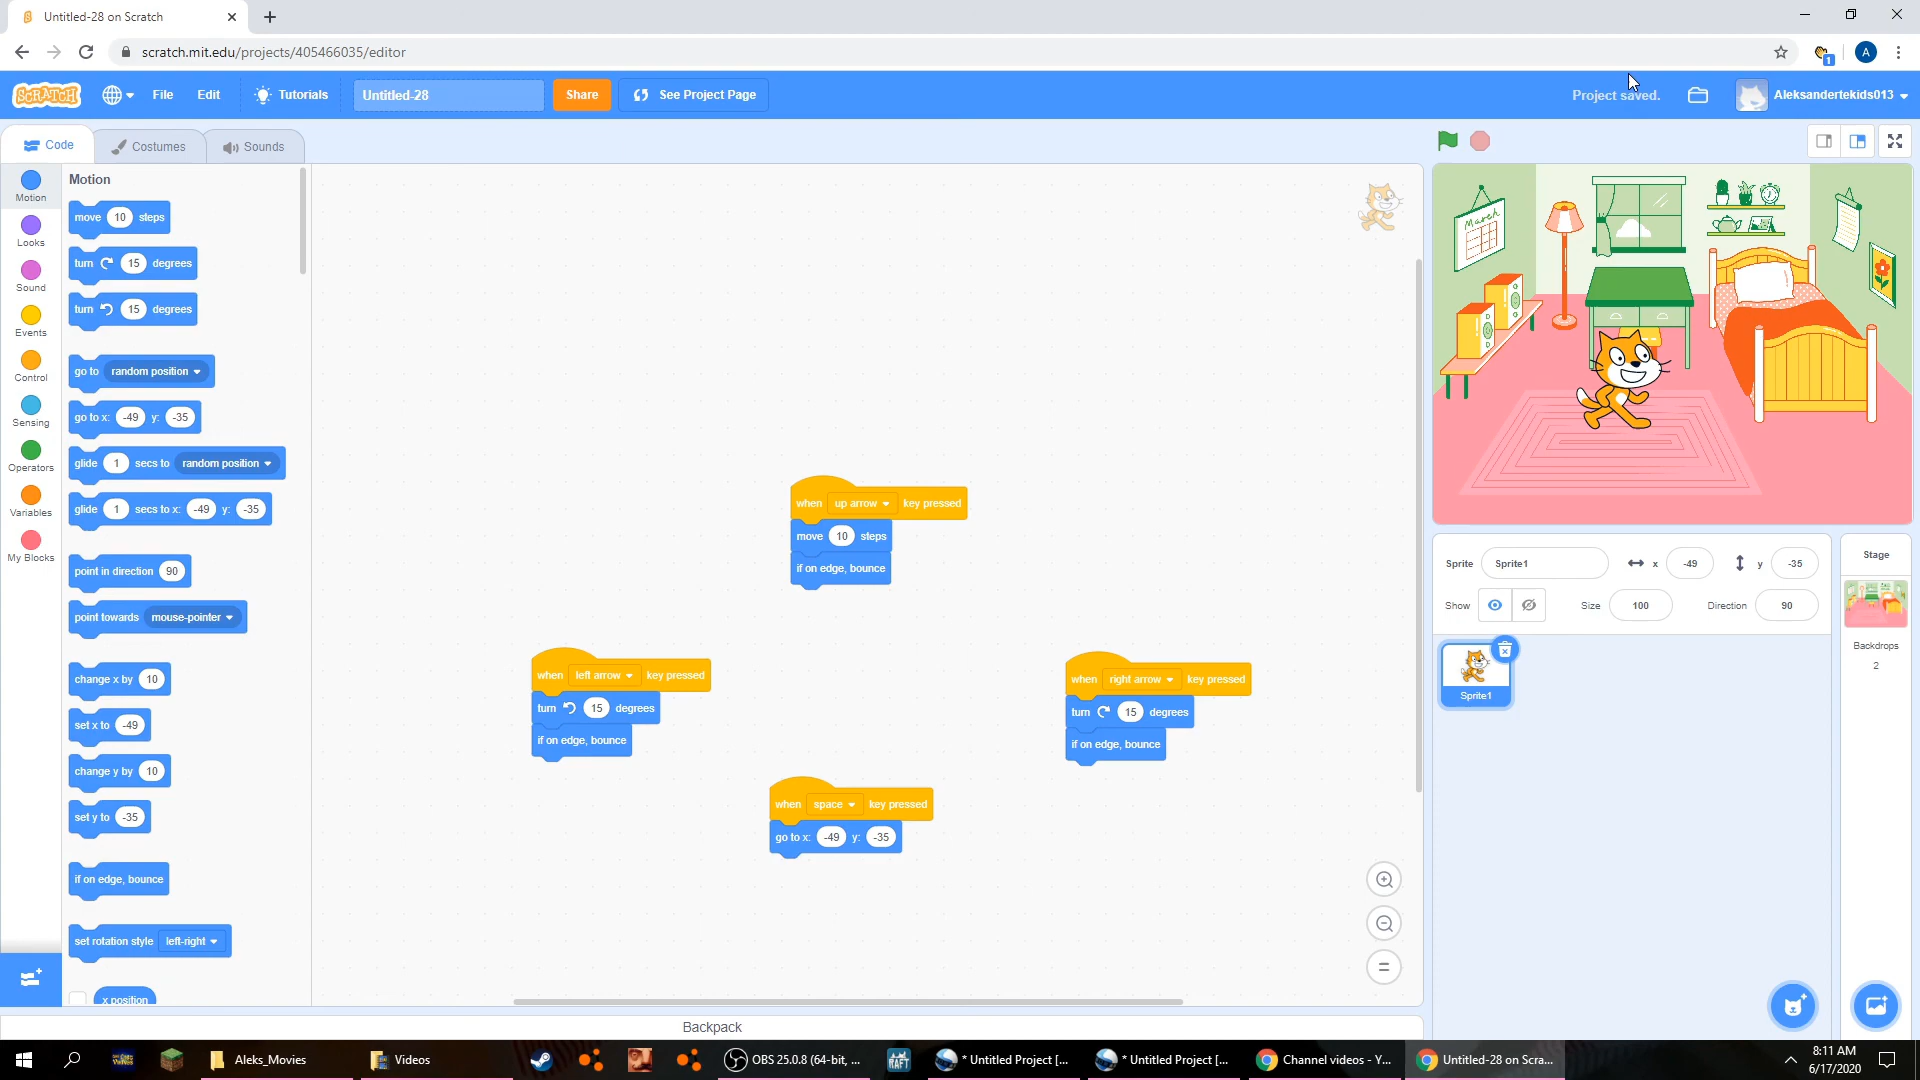 Untitled-28 on Scratch
scratch.mit.edu/projects/405466035/editor
A
1
SCRATCH
File
Edit
Tutorials
Untitled-28
Share
See Project Page
Project saved.
Aleksandertekids013
Code
Costumes
Sounds
Motion
Looks
Sound
Events
Control
Sensing
Operators
Variables
My Blocks
Motion
move 10 steps
turn 15 degrees
turn 15 degrees
go to random position
go to x: -49 y: -35
glide 1 secs to random position
glide 1 secs to x: -49 y: -35
point in direction 90
point towards mouse-pointer
change x by 10
set x to -49
change y by 10
set y to -35
if on edge, bounce
set rotation style left-right
x position
when up arrow key pressed
move 10 steps
if on edge, bounce
when left arrow key pressed
turn 15 degrees
if on edge, bounce
when right arrow key pressed
turn 15 degrees
if on edge, bounce
when space key pressed
go to x: -49 y: -35
March
Sprite Sprite1 x -49 y -35
Show Size 100 Direction 90
Sprite1
Stage
Backdrops
2
Backpack
Aleks_Movies
Videos
OBS 25.0.8 (64-bit, ...
RAFT
* Untitled Project [...
* Untitled Project [...
Channel videos - Y...
Untitled-28 on Scra...
8:11 AM
6/17/2020